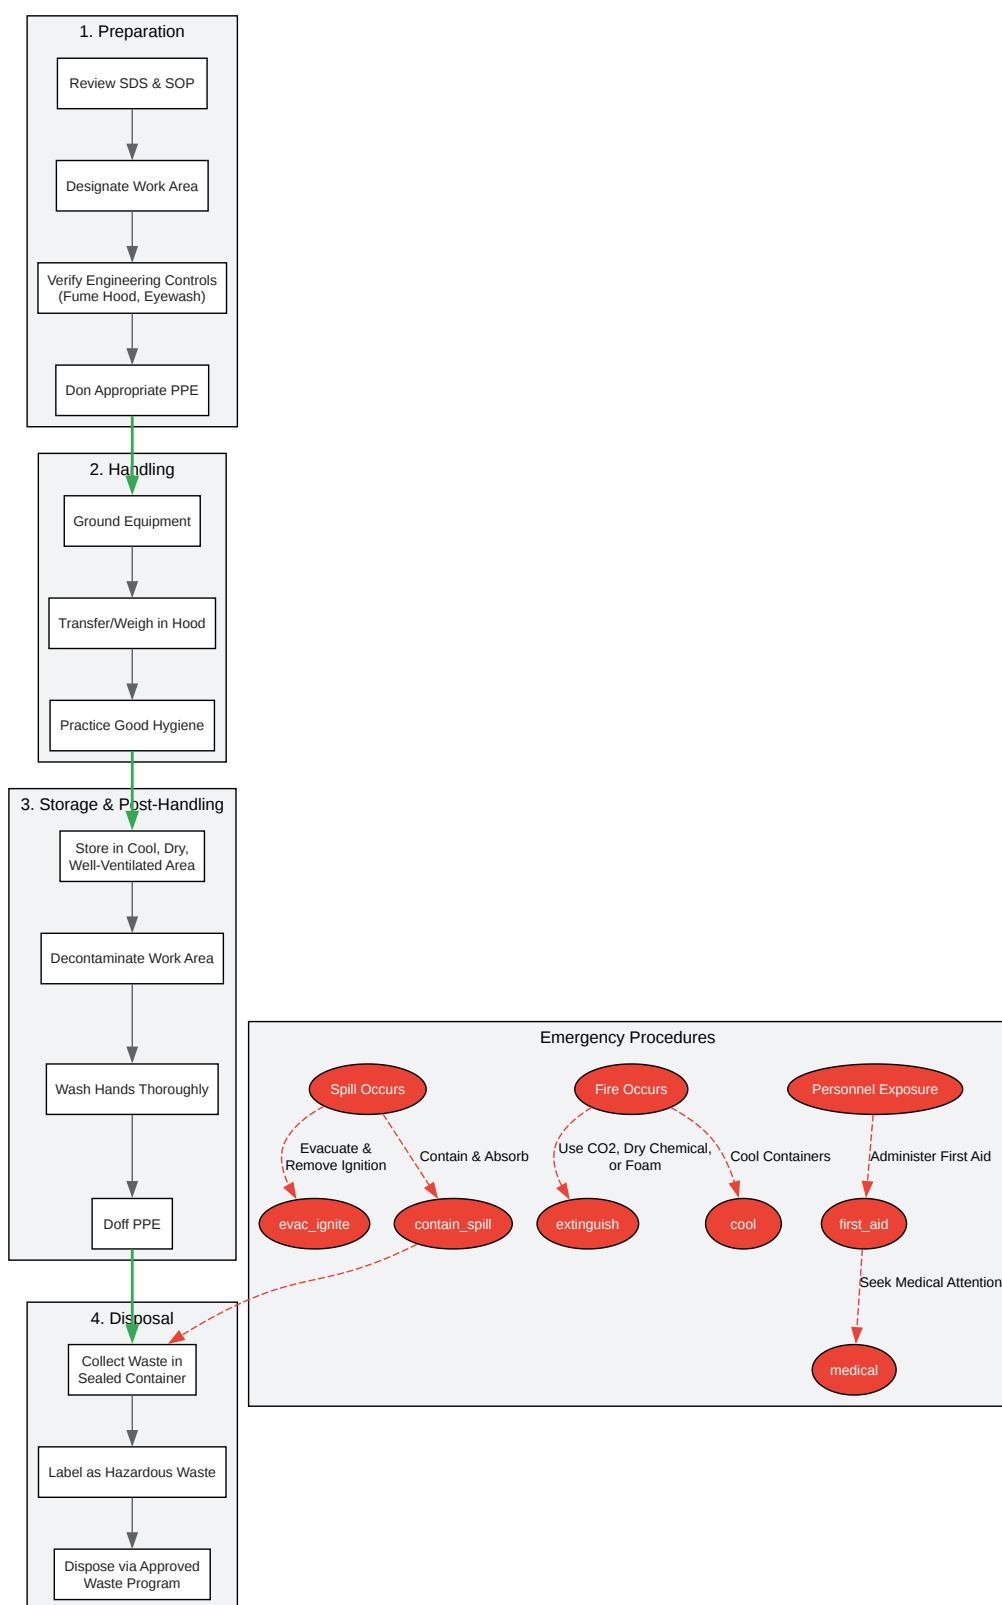 1. Preparation
Review SDS & SOP
Designate Work Area
Verify Engineering Controls
(Fume Hood, Eyewash)
Don Appropriate PPE
2. Handling
Ground Equipment
Transfer/Weigh in Hood
Practice Good Hygiene
3. Storage & Post-Handling
Store in Cool, Dry,
Well-Ventilated Area
Decontaminate Work Area
Wash Hands Thoroughly
Doff PPE
4. Disposal
Collect Waste in
Sealed Container
Label as Hazardous Waste
Dispose via Approved
Waste Program
Emergency Procedures
Spill Occurs
Fire Occurs
Personnel Exposure
Evacuate &
Remove Ignition
Contain & Absorb
Use CO2, Dry Chemical,
or Foam
Cool Containers
Administer First Aid
evac_ignite
contain_spill
extinguish
cool
first_aid
Seek Medical Attention
medical